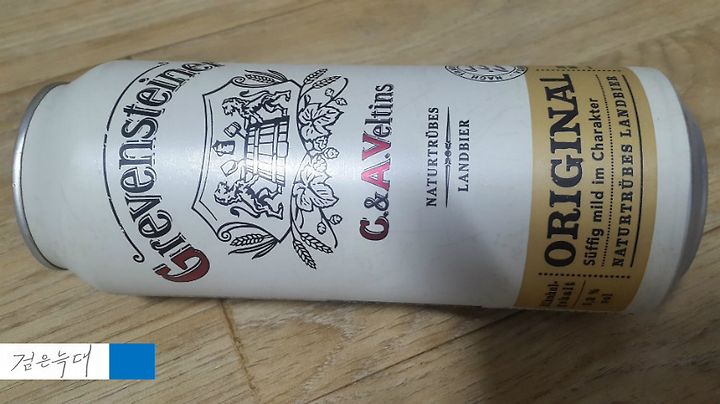 Grevensteiner
C.&A.Veltins
NATURTRÜBES
LANDBIER
ORIGINAL
Süffig mild im Charakter
NATURTRÜBES LANDBIER
검은늑대